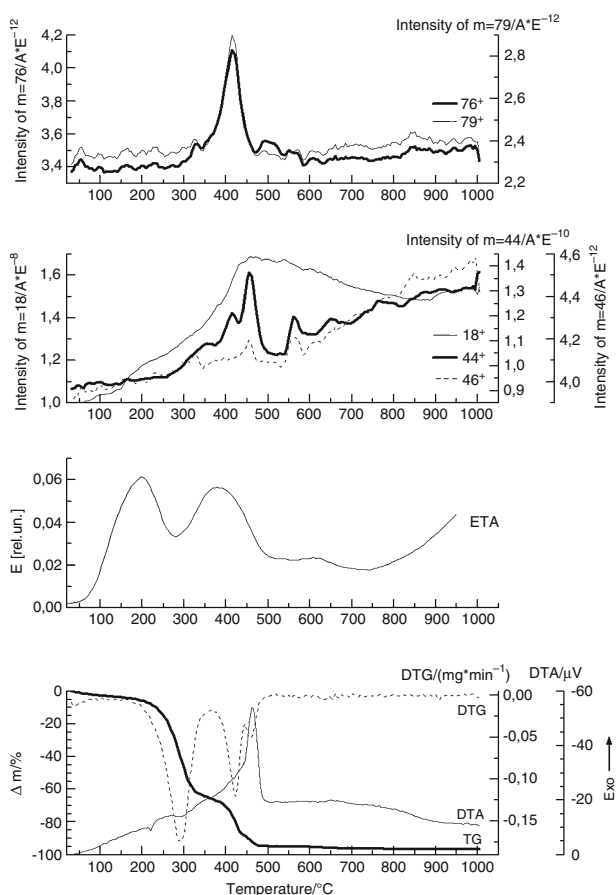 Intensity of m=79/A*E⁻¹²
Intensity of m=76/A*E⁻¹²
4,2
4,0
3,8
3,6
3,4
76⁺
79⁺
2,8
2,6
2,4
2,2
100 200 300 400 500 600 700 800 900 1000
Intensity of m=44/A*E⁻¹⁰
Intensity of m=18/A*E⁻⁸
1,6
1,4
1,2
1,0
18⁺
44⁺
46⁺
1,4
1,3
1,2
1,1
1,0
0,9
4,6
4,4
4,2
4,0
Intensity of m=46/A*E⁻¹²
100 200 300 400 500 600 700 800 900 1000
E [rel.un.]
0,06
0,04
0,02
0,00
ETA
100 200 300 400 500 600 700 800 900 1000
DTG/(mg*min⁻¹) DTA/μV
Δ m/%
0
-20
-40
-60
-80
-100
DTG
DTA
TG
0,00
-0,05
-0,10
-0,15
-60
-40
-20
0
Exo
100 200 300 400 500 600 700 800 900 1000
Temperature/°C